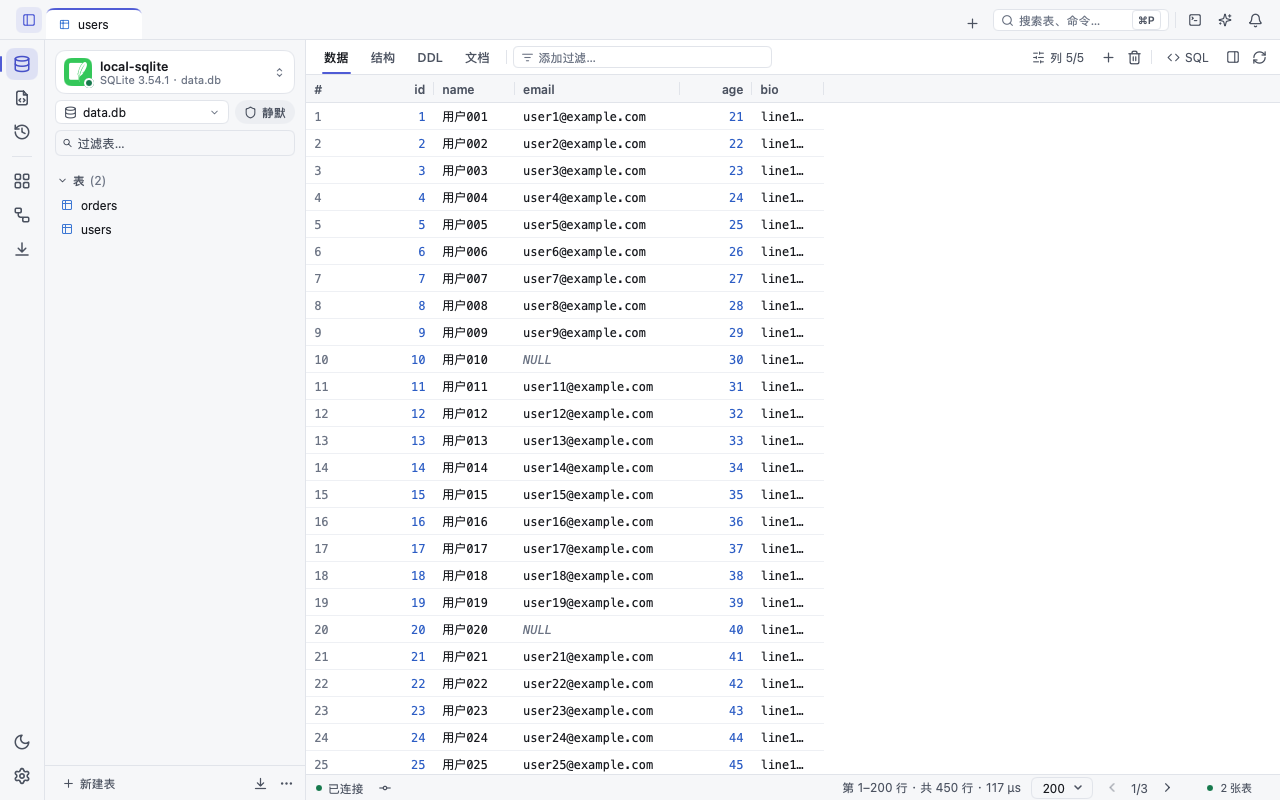 users
搜索表、命令... ⌘P
local-sqlite
SQLite 3.54.1 · data.db
data.db
静默
过滤表...
表 (2)
orders
users
新建表
数据 结构 DDL 文档 添加过滤... 列 5/5 SQL
# id name email age bio
1 1 用户001 user1@example.com 21 line1…
2 2 用户002 user2@example.com 22 line1…
3 3 用户003 user3@example.com 23 line1…
4 4 用户004 user4@example.com 24 line1…
5 5 用户005 user5@example.com 25 line1…
6 6 用户006 user6@example.com 26 line1…
7 7 用户007 user7@example.com 27 line1…
8 8 用户008 user8@example.com 28 line1…
9 9 用户009 user9@example.com 29 line1…
10 10 用户010 NULL 30 line1…
11 11 用户011 user11@example.com 31 line1…
12 12 用户012 user12@example.com 32 line1…
13 13 用户013 user13@example.com 33 line1…
14 14 用户014 user14@example.com 34 line1…
15 15 用户015 user15@example.com 35 line1…
16 16 用户016 user16@example.com 36 line1…
17 17 用户017 user17@example.com 37 line1…
18 18 用户018 user18@example.com 38 line1…
19 19 用户019 user19@example.com 39 line1…
20 20 用户020 NULL 40 line1…
21 21 用户021 user21@example.com 41 line1…
22 22 用户022 user22@example.com 42 line1…
23 23 用户023 user23@example.com 43 line1…
24 24 用户024 user24@example.com 44 line1…
25 25 用户025 user25@example.com 45 line1…
已连接 第 1–200 行 · 共 450 行 · 117 µs 200 1/3 2 张表